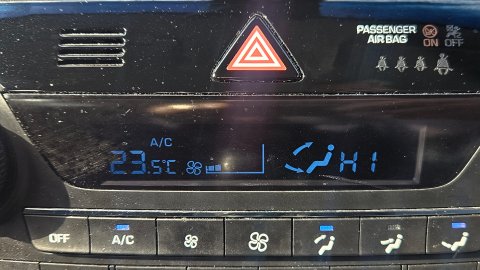 PASSENGER
AIR BAG
ON OFF
A/C
23.5°C
HI
OFF
A/C